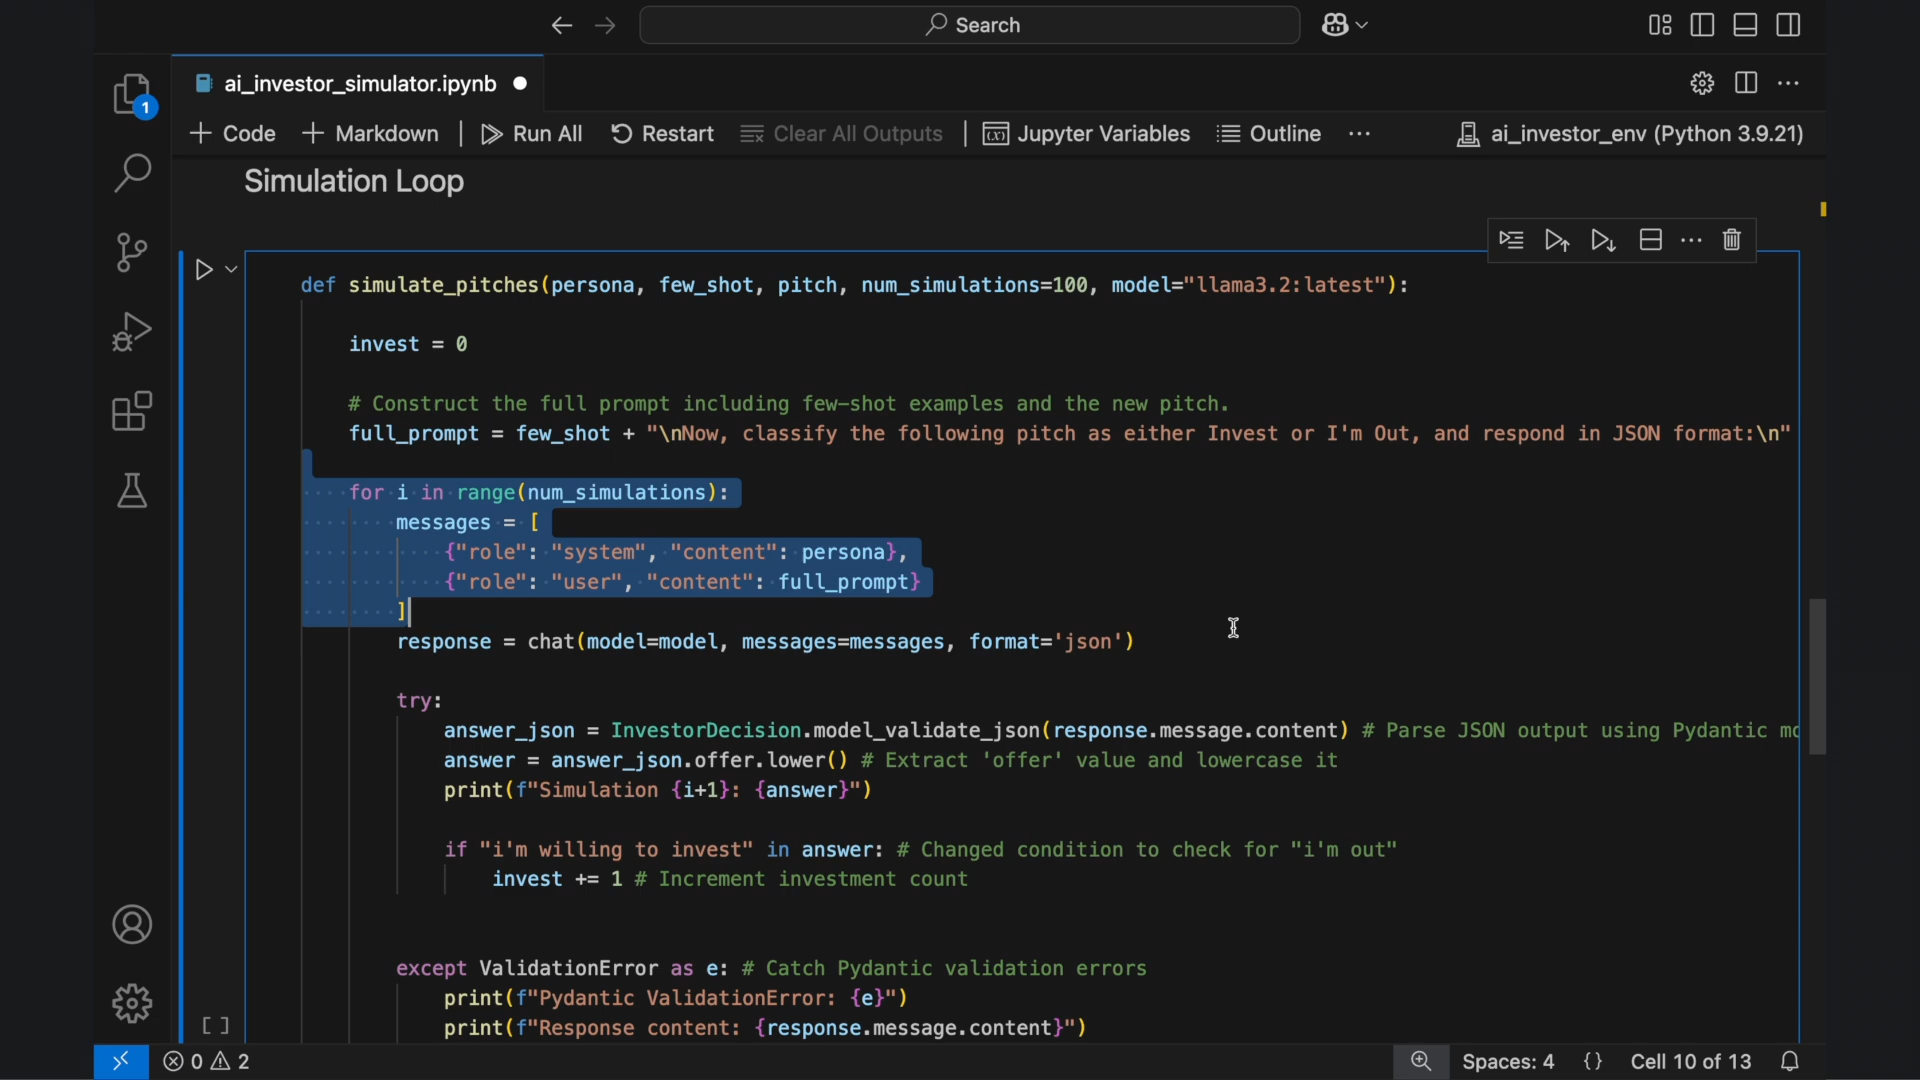 Search
ai_investor_simulator.ipynb
1
Code
Markdown
Run All
Restart
Clear All Outputs
Jupyter Variables
Outline
ai_investor_env (Python 3.9.21)
Simulation Loop
def simulate_pitches(persona, few_shot, pitch, num_simulations=100, model="llama3.2:latest"):
invest = 0
# Construct the full prompt including few-shot examples and the new pitch.
full_prompt = few_shot + "\nNow, classify the following pitch as either Invest or I'm Out, and respond in JSON format:\n"
for i in range(num_simulations):
messages = [
{"role": "system", "content": persona},
{"role": "user", "content": full_prompt}
]
response = chat(model=model, messages=messages, format='json')
try:
answer_json = InvestorDecision.model_validate_json(response.message.content) # Parse JSON output using Pydantic mo
answer = answer_json.offer.lower() # Extract 'offer' value and lowercase it
print(f"Simulation {i+1}: {answer}")
if "i'm willing to invest" in answer: # Changed condition to check for "i'm out"
invest += 1 # Increment investment count
except ValidationError as e: # Catch Pydantic validation errors
print(f"Pydantic ValidationError: {e}")
print(f"Response content: {response.message.content}")
[ ]
0
2
Spaces: 4
{}
Cell 10 of 13